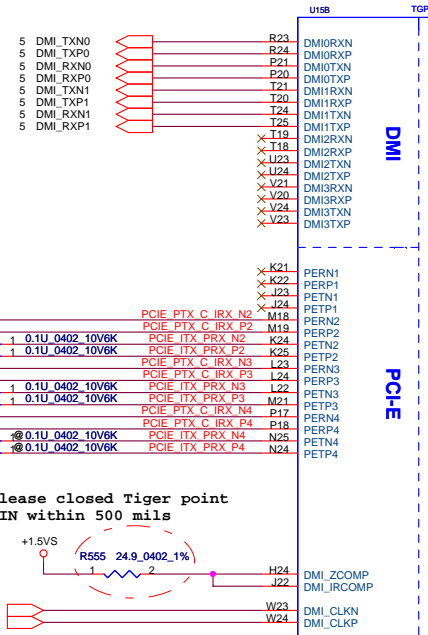 U15B TGP
5 DMI_TXN0 R23 DMI0RXN
5 DMI_TXP0 R24 DMI0RXP
5 DMI_RXN0 P21 DMI0TXN
5 DMI_RXP0 P20 DMI0TXP
5 DMI_TXN1 T21 DMI1RXN
5 DMI_TXP1 T20 DMI1RXP
5 DMI_RXN1 T24 DMI1TXN
5 DMI_RXP1 T25 DMI1TXP
T19 DMI2RXN
T18 DMI2RXP
U23 DMI2TXN
U24 DMI2TXP
V21 DMI3RXN
V20 DMI3RXP
V24 DMI3TXN
V23 DMI3TXP
DMI
K21 PERN1
K22 PERP1
J23 PETN1
J24 PETP1
PCIE_PTX_C_IRX_N2 M18 PERN2
PCIE_PTX_C_IRX_P2 M19 PERP2
1 0.1U_0402_10V6K PCIE_ITX_PRX_N2 K24 PETN2
1 0.1U_0402_10V6K PCIE_ITX_PRX_P2 K25 PETP2
PCIE_PTX_C_IRX_N3 L23 PERN3
PCIE_PTX_C_IRX_P3 L24 PERP3
1 0.1U_0402_10V6K PCIE_ITX_PRX_N3 L22 PETN3
1 0.1U_0402_10V6K PCIE_ITX_PRX_P3 M21 PETP3
PCIE_PTX_C_IRX_N4 P17 PERN4
PCIE_PTX_C_IRX_P4 P18 PERP4
1@0.1U_0402_10V6K PCIE_ITX_PRX_N4 N25 PETN4
1@0.1U_0402_10V6K PCIE_ITX_PRX_P4 N24 PETP4
PCI-E
lease closed Tiger point
IN within 500 mils
+1.5VS
R555 24.9_0402_1%
1 2 H24 DMI_ZCOMP
J22 DMI_IRCOMP
W23 DMI_CLKN
W24 DMI_CLKP